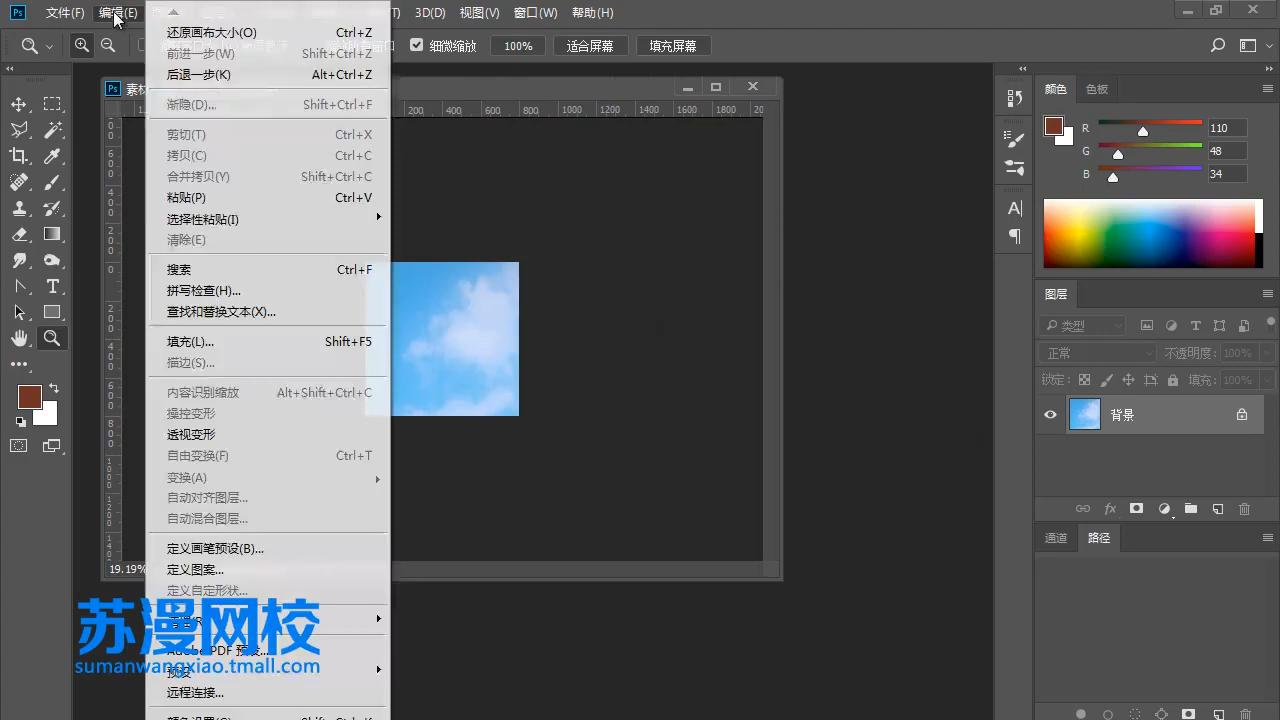 Ps 文件(F) 编辑(E) 3D(D) 视图(V) 窗口(W) 帮助(H)
细微缩放 100% 适合屏幕 填充屏幕
还原画布大小(O) Ctrl+Z
前进一步(W) Shift+Ctrl+Z
后退一步(K) Alt+Ctrl+Z
渐隐(D)... Shift+Ctrl+F
剪切(T) Ctrl+X
拷贝(C) Ctrl+C
合并拷贝(Y) Shift+Ctrl+C
粘贴(P) Ctrl+V
选择性粘贴(I)
清除(E)
搜索 Ctrl+F
拼写检查(H)...
查找和替换文本(X)...
填充(L)... Shift+F5
描边(S)...
内容识别缩放 Alt+Shift+Ctrl+C
操控变形
透视变形
自由变换(F) Ctrl+T
变换(A)
自动对齐图层...
自动混合图层...
定义画笔预设(B)...
定义图案...
定义自定形状...
Adobe PDF 预设...
预设
远程连接...
Ps
200 400 600 800 1000 1200 1400 1600 1800
19.19%
苏漫网校
sumanwangxiao.tmall.com
颜色 色板
R 110
G 48
B 34
图层
类型
正常 不透明度: 100%
锁定: 填充: 100%
背景
通道 路径